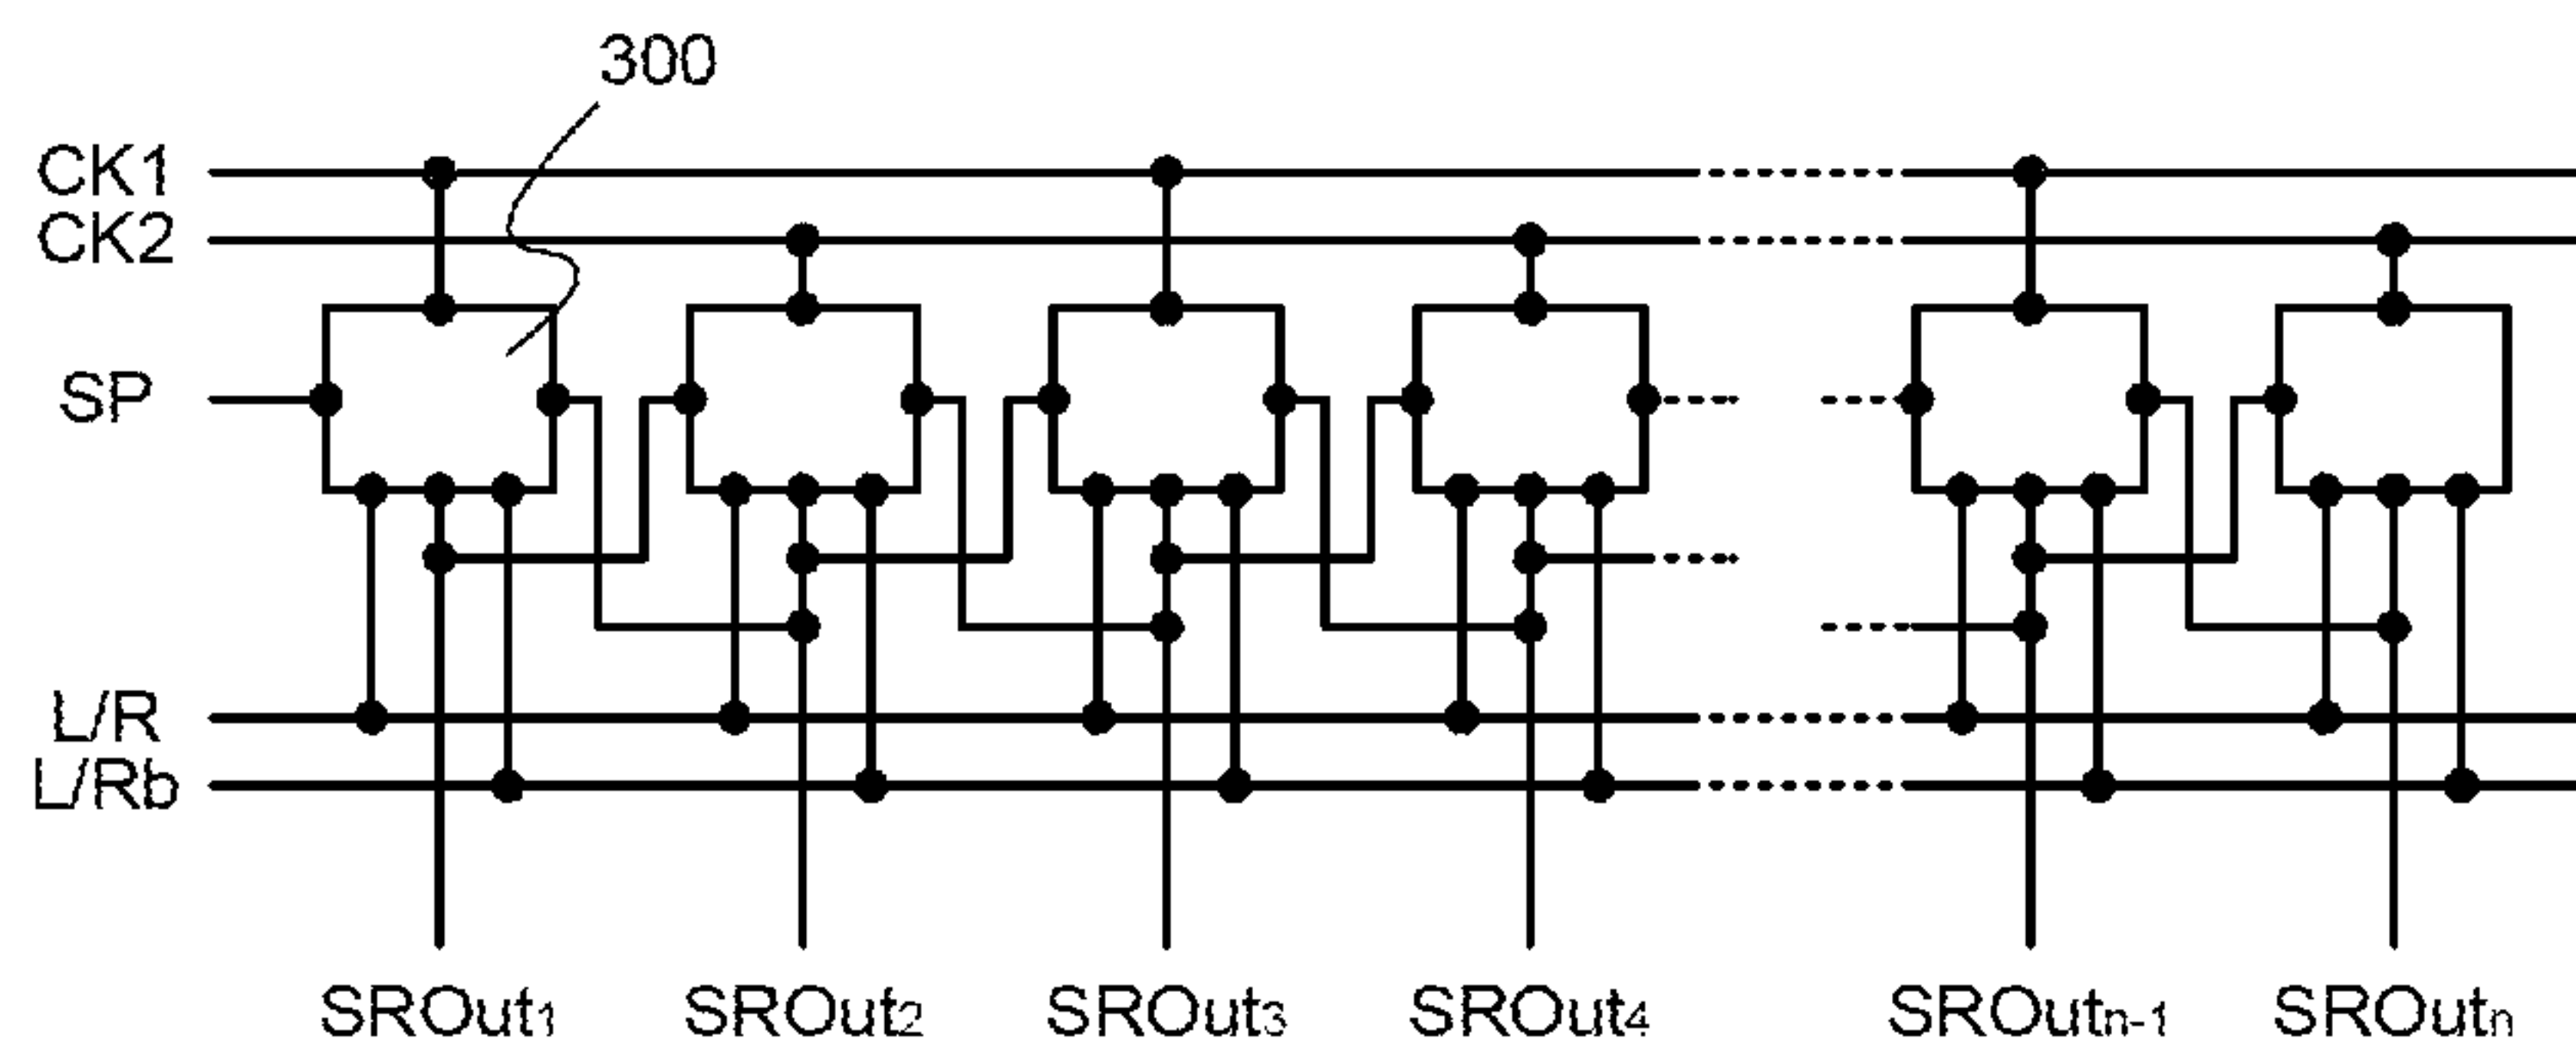 300
CK1
CK2
SP
L/R
L/Rb
SROut1 SROut2 SROut3 SROut4 SROutn-1 SROutn